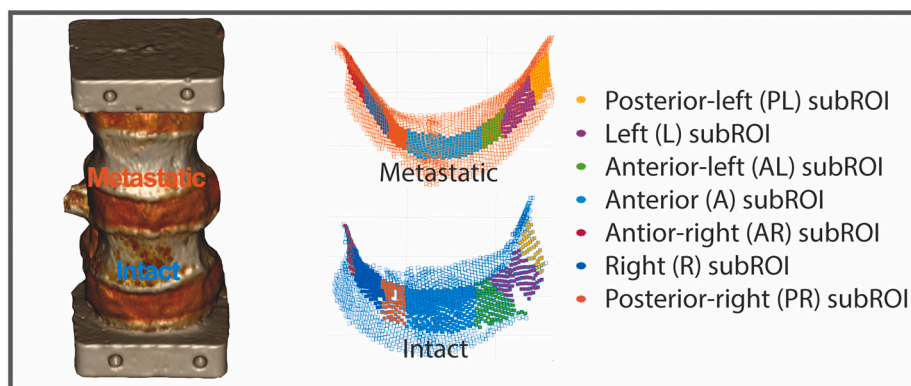 Metastatic
Intact
Metastatic
Intact
Posterior-left (PL) subROI
Left (L) subROI
Anterior-left (AL) subROI
Anterior (A) subROI
Antior-right (AR) subROI
Right (R) subROI
Posterior-right (PR) subROI